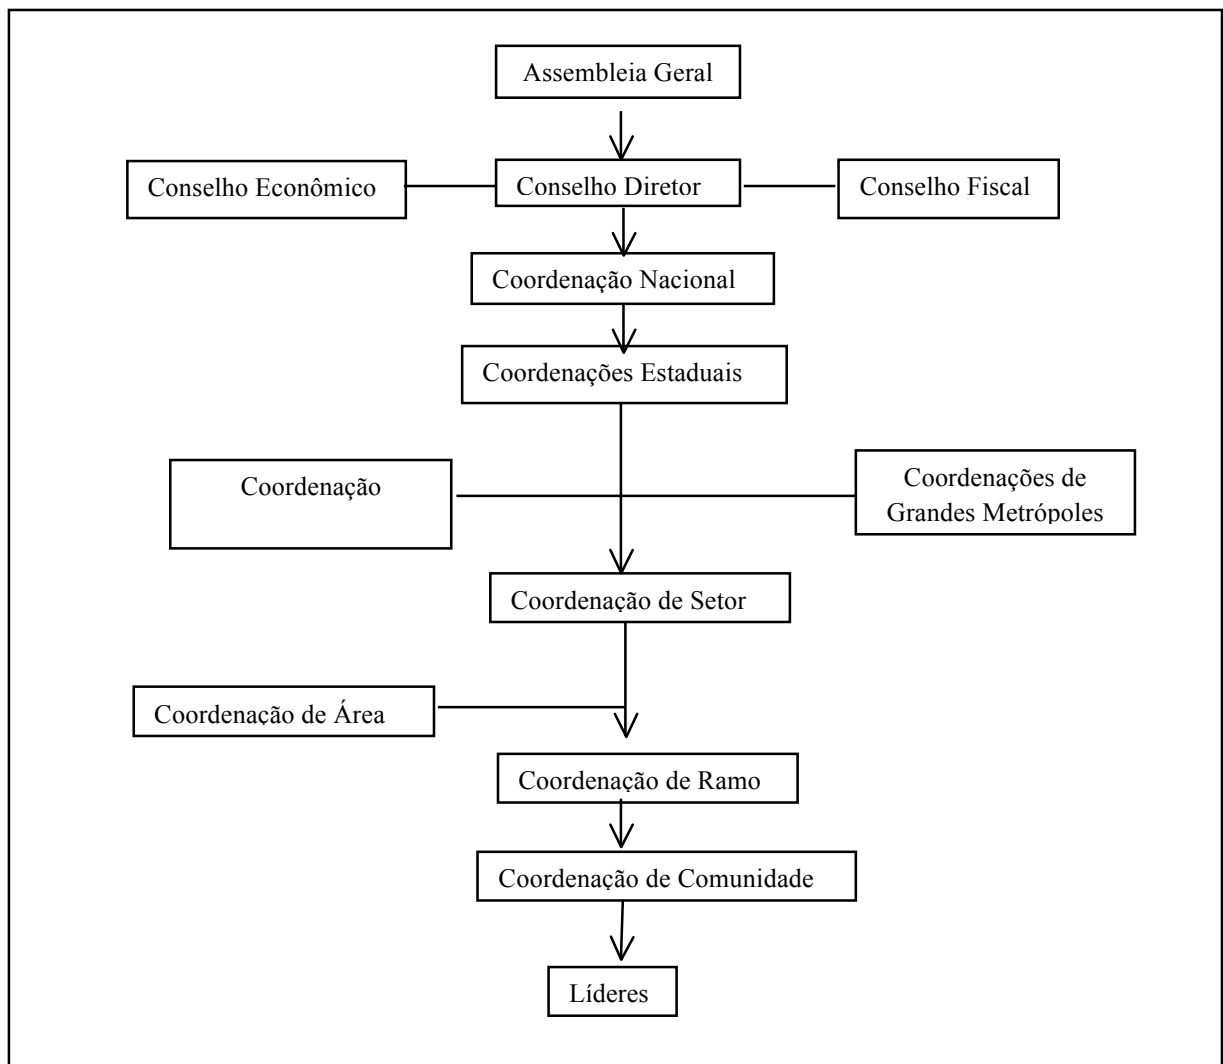 Assembleia Geral
Conselho Econômico
Conselho Diretor
Conselho Fiscal
Coordenação Nacional
Coordenações Estaduais
Coordenação
Coordenações de
Grandes Metrópoles
Coordenação de Setor
Coordenação de Área
Coordenação de Ramo
Coordenação de Comunidade
Líderes